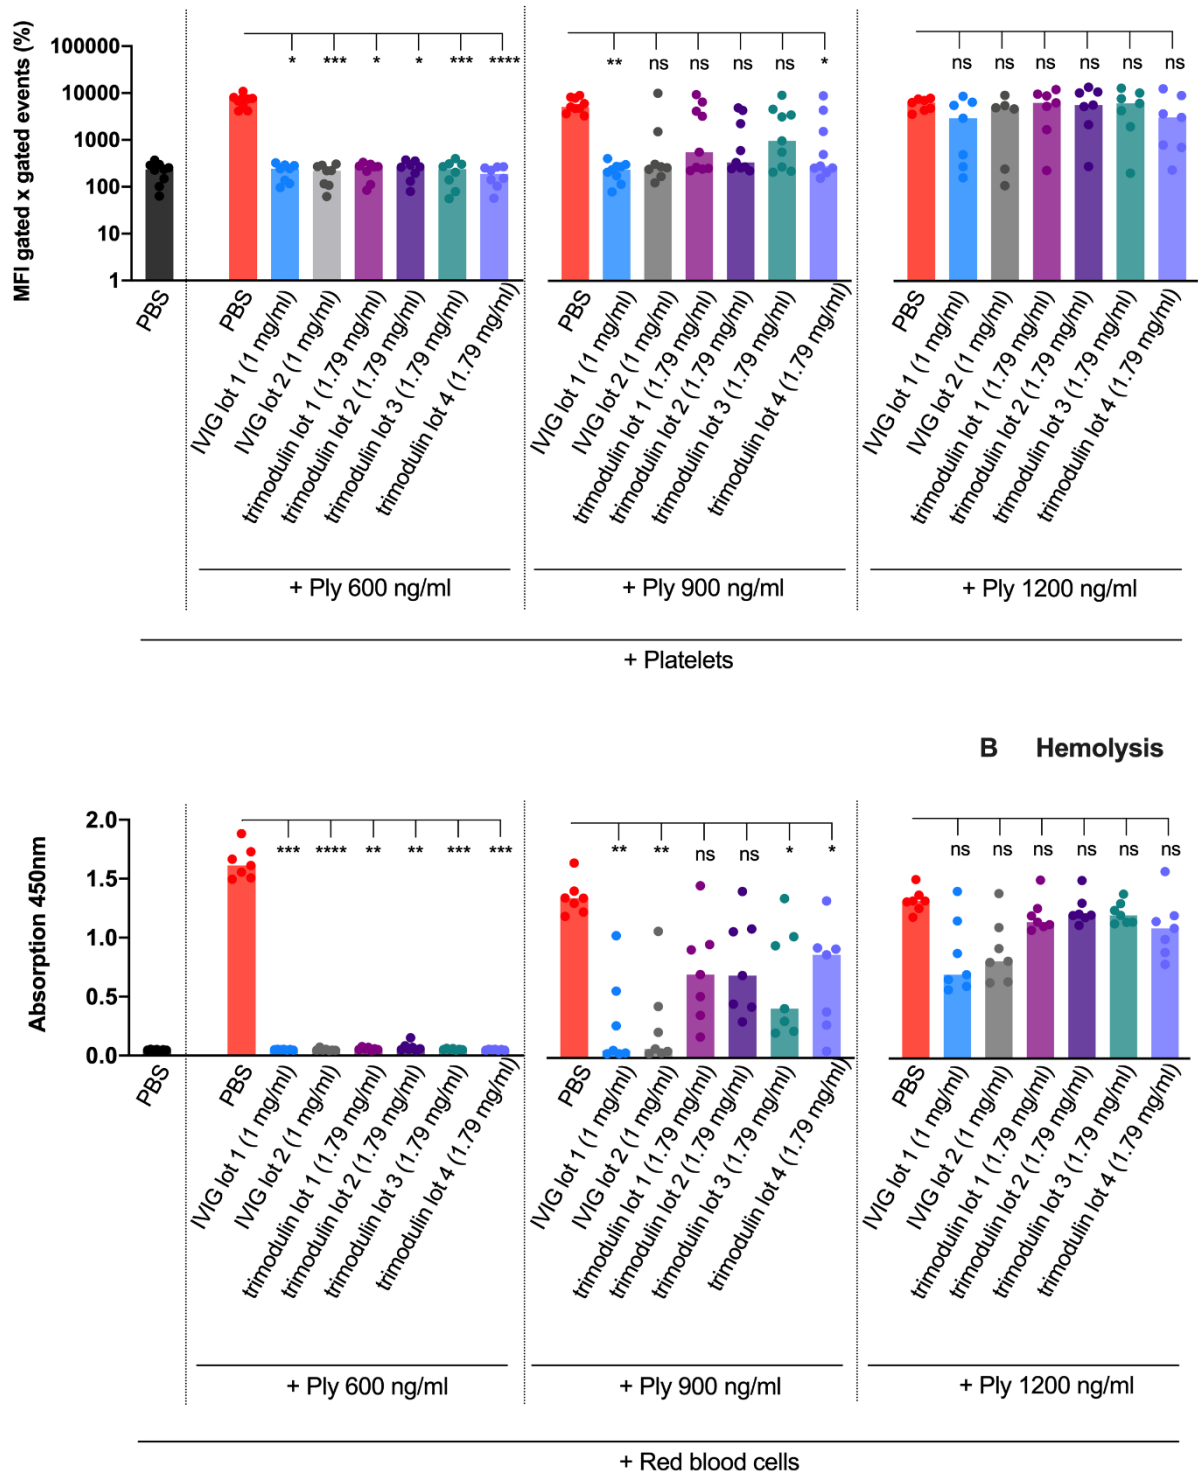 MFI gated x gated events (%)
100000
10000
1000
100
10
1
* *** * * *** ****
** ns ns ns ns *
ns ns ns ns ns ns
PBS
PBS
IVIG lot 1 (1 mg/ml)
IVIG lot 2 (1 mg/ml)
trimodulin lot 1 (1.79 mg/ml)
trimodulin lot 2 (1.79 mg/ml)
trimodulin lot 3 (1.79 mg/ml)
trimodulin lot 4 (1.79 mg/ml)
PBS
IVIG lot 1 (1 mg/ml)
IVIG lot 2 (1 mg/ml)
trimodulin lot 1 (1.79 mg/ml)
trimodulin lot 2 (1.79 mg/ml)
trimodulin lot 3 (1.79 mg/ml)
trimodulin lot 4 (1.79 mg/ml)
PBS
IVIG lot 1 (1 mg/ml)
IVIG lot 2 (1 mg/ml)
trimodulin lot 1 (1.79 mg/ml)
trimodulin lot 2 (1.79 mg/ml)
trimodulin lot 3 (1.79 mg/ml)
trimodulin lot 4 (1.79 mg/ml)
+ Ply 600 ng/ml
+ Ply 900 ng/ml
+ Ply 1200 ng/ml
+ Platelets
B Hemolysis
Absorption 450nm
2.0
1.5
1.0
0.5
0.0
*** **** ** ** *** ***
** ** ns ns * *
ns ns ns ns ns ns
PBS
PBS
IVIG lot 1 (1 mg/ml)
IVIG lot 2 (1 mg/ml)
trimodulin lot 1 (1.79 mg/ml)
trimodulin lot 2 (1.79 mg/ml)
trimodulin lot 3 (1.79 mg/ml)
trimodulin lot 4 (1.79 mg/ml)
PBS
IVIG lot 1 (1 mg/ml)
IVIG lot 2 (1 mg/ml)
trimodulin lot 1 (1.79 mg/ml)
trimodulin lot 2 (1.79 mg/ml)
trimodulin lot 3 (1.79 mg/ml)
trimodulin lot 4 (1.79 mg/ml)
PBS
IVIG lot 1 (1 mg/ml)
IVIG lot 2 (1 mg/ml)
trimodulin lot 1 (1.79 mg/ml)
trimodulin lot 2 (1.79 mg/ml)
trimodulin lot 3 (1.79 mg/ml)
trimodulin lot 4 (1.79 mg/ml)
+ Ply 600 ng/ml
+ Ply 900 ng/ml
+ Ply 1200 ng/ml
+ Red blood cells